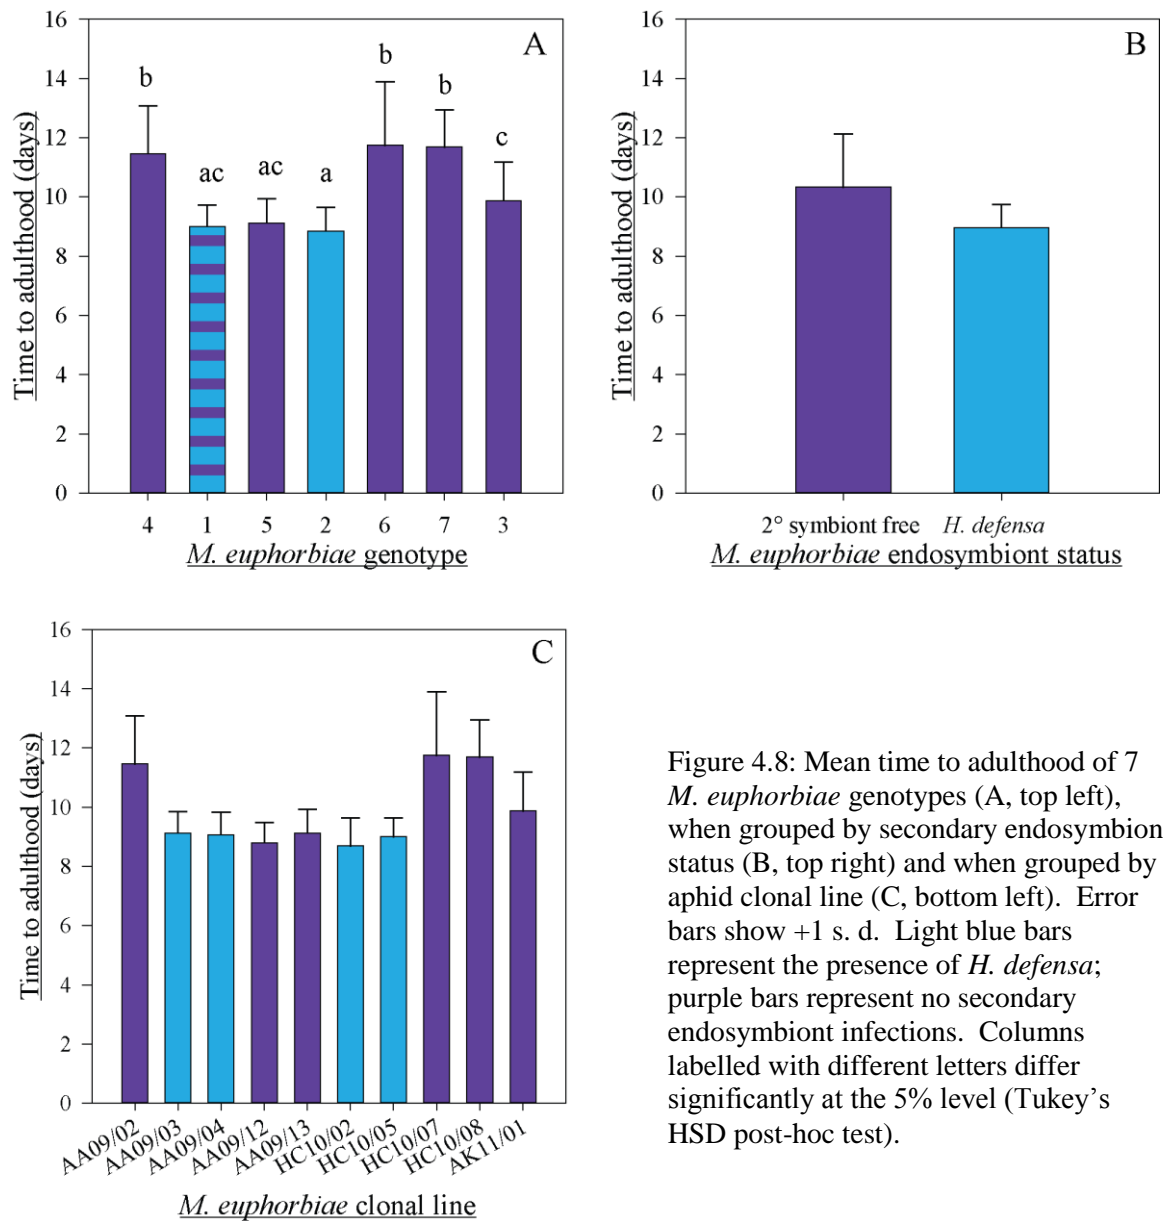 A
16
14
12
10
8
6
4
2
0
Time to adulthood (days)
b
ac
ac
a
b
b
c
4 1 5 2 6 7 3
M. euphorbiae genotype
B
16
14
12
10
8
6
4
2
0
Time to adulthood (days)
2° symbiont free H. defensa
M. euphorbiae endosymbiont status
C
16
14
12
10
8
6
4
2
0
Time to adulthood (days)
AA09/02
AA09/03
AA09/04
AA09/12
AA09/13
HC10/02
HC10/05
HC10/07
HC10/08
AK11/01
M. euphorbiae clonal line
Figure 4.8: Mean time to adulthood of 7
M. euphorbiae genotypes (A, top left),
when grouped by secondary endosymbion
status (B, top right) and when grouped by
aphid clonal line (C, bottom left). Error
bars show +1 s. d. Light blue bars
represent the presence of H. defensa;
purple bars represent no secondary
endosymbiont infections. Columns
labelled with different letters differ
significantly at the 5% level (Tukey's
HSD post-hoc test).